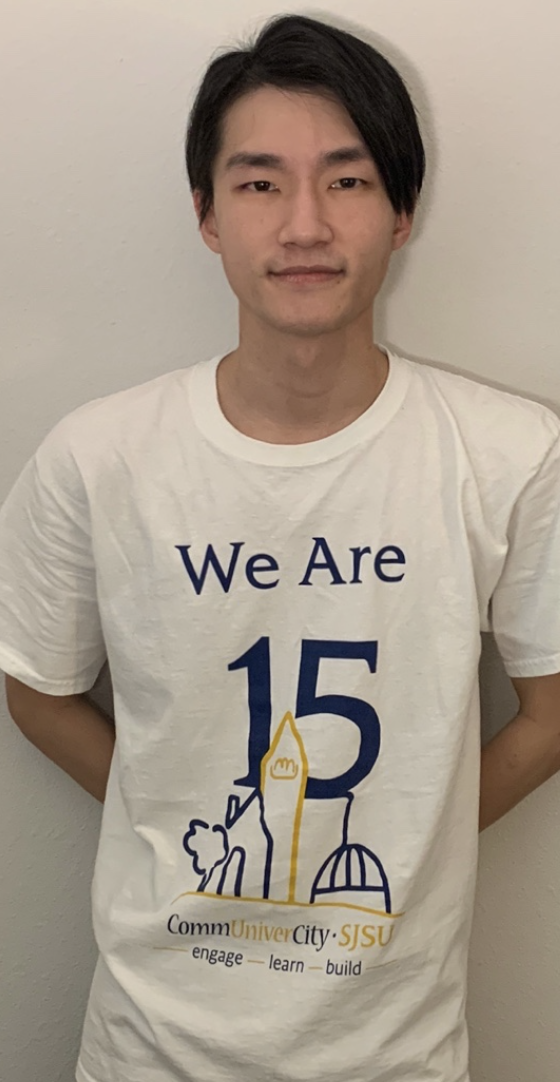 We Are
15
CommUniverCity·SJSU
engage — learn — build